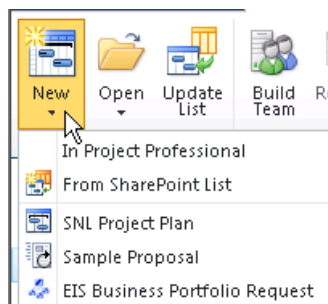 New
Open
Update
List
Build
Team
In Project Professional
From SharePoint List
SNL Project Plan
Sample Proposal
EIS Business Portfolio Request